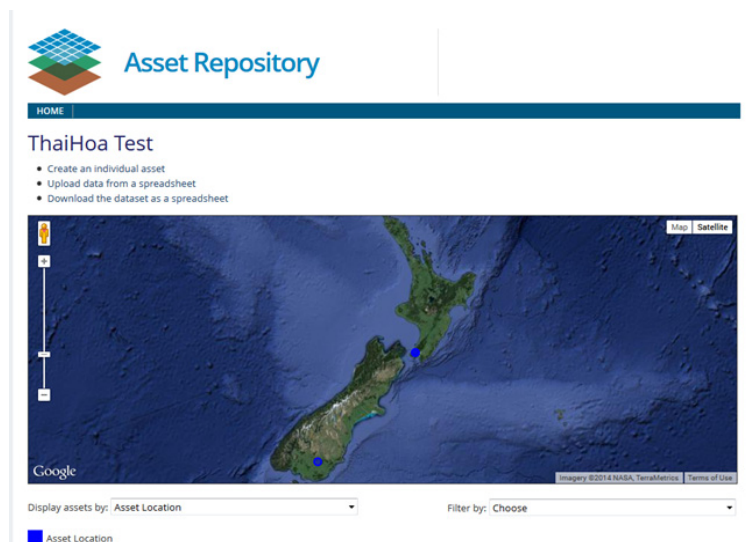 Asset Repository
HOME
ThaiHoa Test
Create an individual asset
Upload data from a spreadsheet
Download the dataset as a spreadsheet
Map Satellite
Google
Imagery ©2014 NASA, TerraMetrics Terms of Use
Display assets by: Asset Location Filter by: Choose
Asset Location